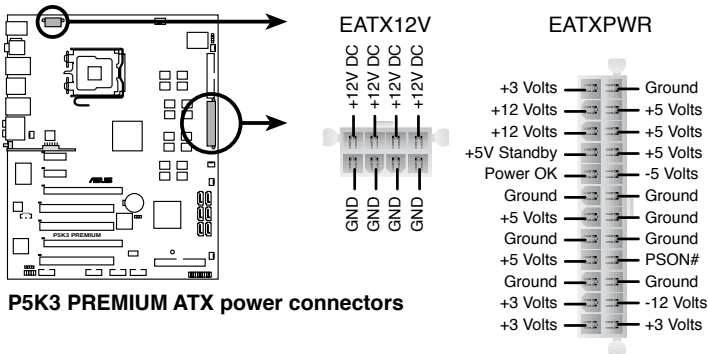 EATX12V
+12V DC
+12V DC
+12V DC
+12V DC
GND
GND
GND
GND
EATXPWR
+3 Volts Ground
+12 Volts +5 Volts
+12 Volts +5 Volts
+5V Standby +5 Volts
Power OK -5 Volts
Ground Ground
+5 Volts Ground
Ground Ground
+5 Volts PSON#
Ground Ground
+3 Volts -12 Volts
+3 Volts +3 Volts
ASUS
P5K3 PREMIUM
P5K3 PREMIUM ATX power connectors